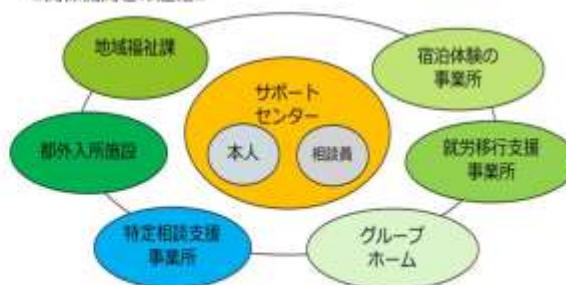 地域福祉課
宿泊体験の
事業所
サポート
センター
本人
相談員
都外入所施設
就労移行支援
事業所
特定相談支援
事業所
グループ
ホーム